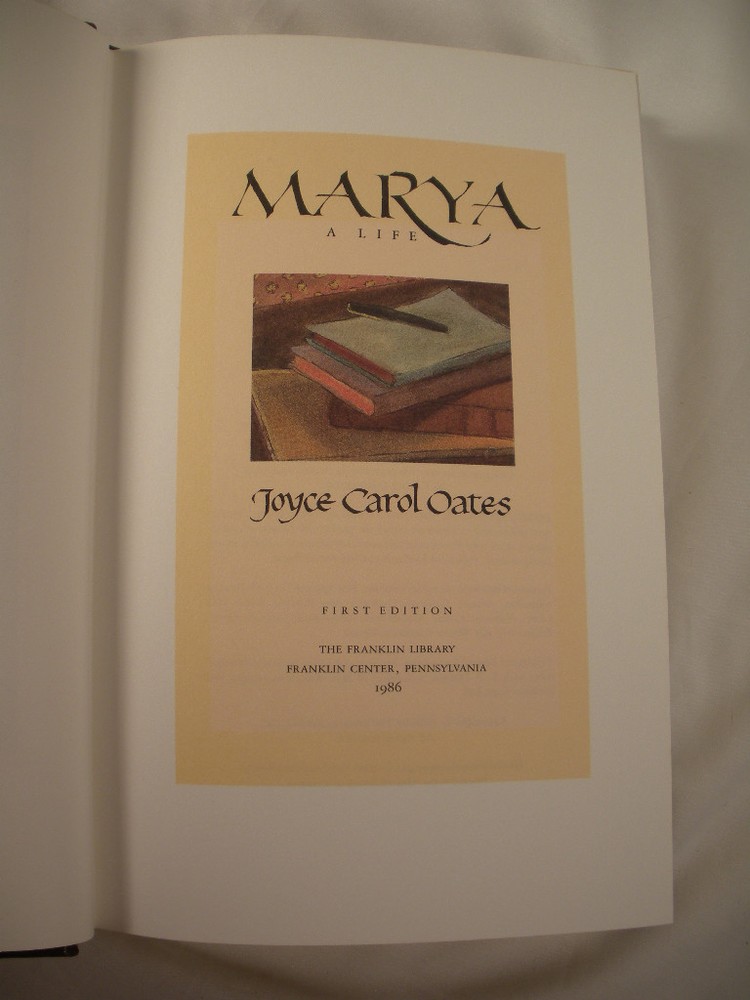 MARYA
A LIFE
Joyce Carol Oates
FIRST EDITION
THE FRANKLIN LIBRARY
FRANKLIN CENTER, PENNSYLVANIA
1986